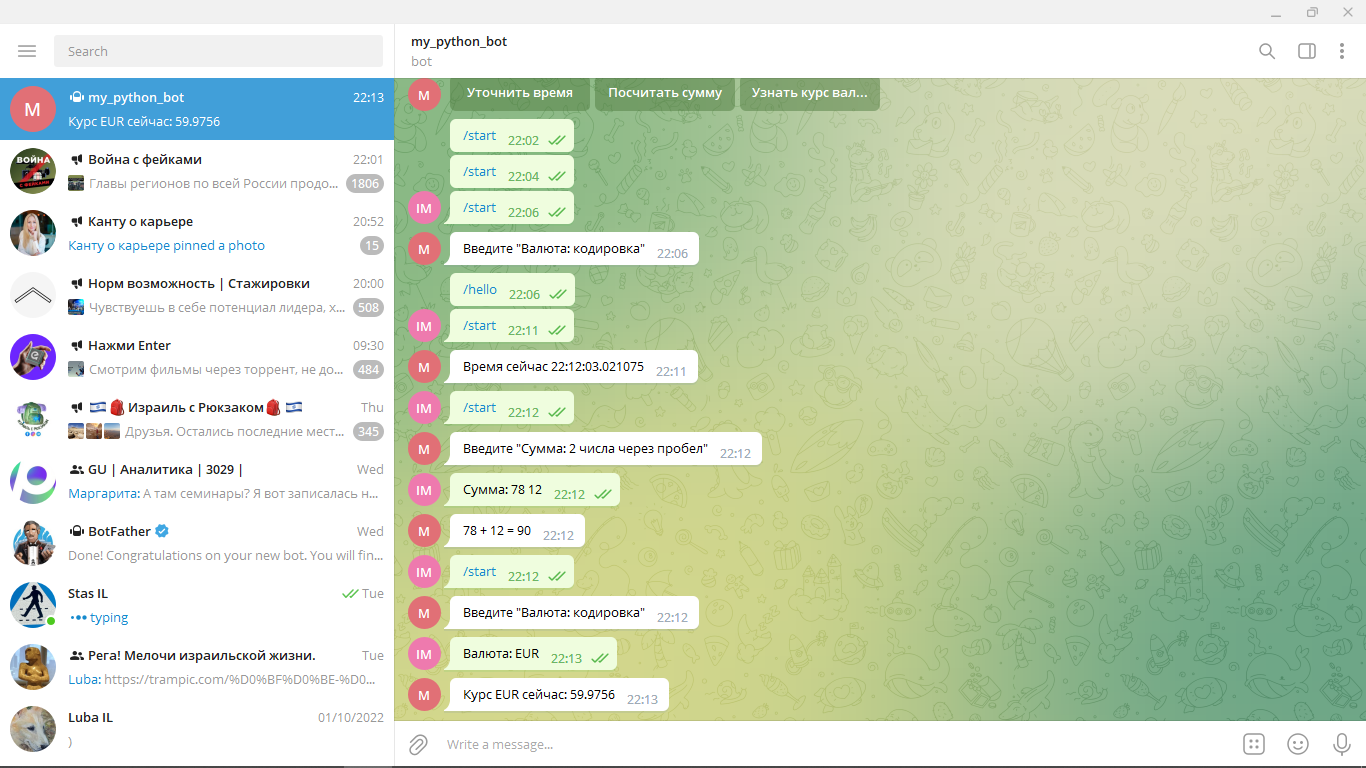 Search
my_python_bot
22:13
Курс EUR сейчас: 59.9756
Война с фейками
22:01
Главы регионов по всей России продо...
1806
Канту о карьере
20:52
Канту о карьере pinned a photo
15
Норм возможность | Стажировки
20:00
Чувствуешь в себе потенциал лидера, х...
508
Нажми Enter
09:30
Смотрим фильмы через торрент, не до...
484
Израиль с Рюкзаком
Thu
Друзья. Остались последние мест...
345
GU | Аналитика | 3029 |
Wed
Маргарита: А там семинары? Я вот записалась н...
BotFather
Wed
Done! Congratulations on your new bot. You will fin...
Stas IL
Tue
typing
Рега! Мелочи израильской жизни.
Tue
Luba: https://trampic.com/%D0%BF%D0%BE-%D0...
Luba IL
01/10/2022
)
my_python_bot
bot
Уточнить время
Посчитать сумму
Узнать курс вал...
/start 22:02
/start 22:04
/start 22:06
Введите "Валюта: кодировка" 22:06
/hello 22:06
/start 22:11
Время сейчас 22:12:03.021075 22:11
/start 22:12
Введите "Сумма: 2 числа через пробел" 22:12
Сумма: 78 12 22:12
78 + 12 = 90 22:12
/start 22:12
Введите "Валюта: кодировка" 22:12
Валюта: EUR 22:13
Курс EUR сейчас: 59.9756 22:13
Write a message...